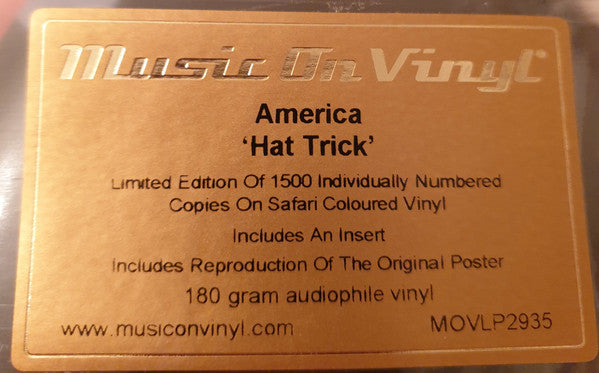 Music On Vinyl®
America
‘Hat Trick’
Limited Edition Of 1500 Individually Numbered
Copies On Safari Coloured Vinyl
Includes An Insert
Includes Reproduction Of The Original Poster
180 gram audiophile vinyl
www.musiconvinyl.com MOVLP2935